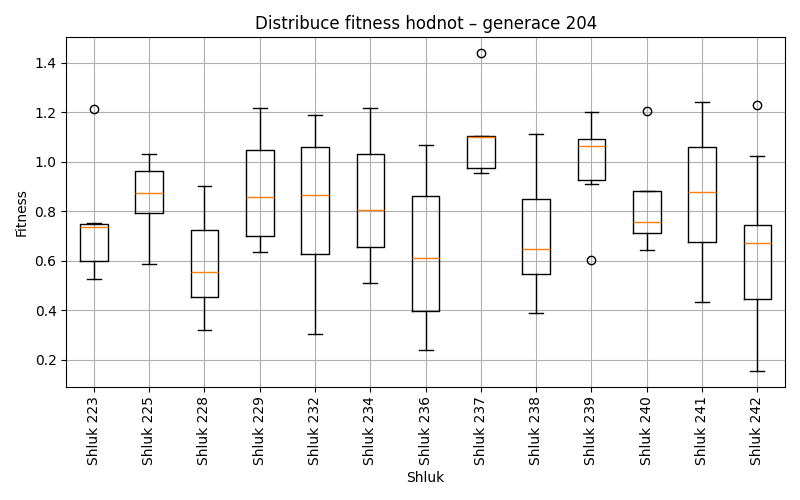 Distribuce fitness hodnot – generace 204
Fitness
1.4
1.2
1.0
0.8
0.6
0.4
0.2
Shluk 223
Shluk 225
Shluk 228
Shluk 229
Shluk 232
Shluk 234
Shluk 236
Shluk 237
Shluk 238
Shluk 239
Shluk 240
Shluk 241
Shluk 242
Shluk